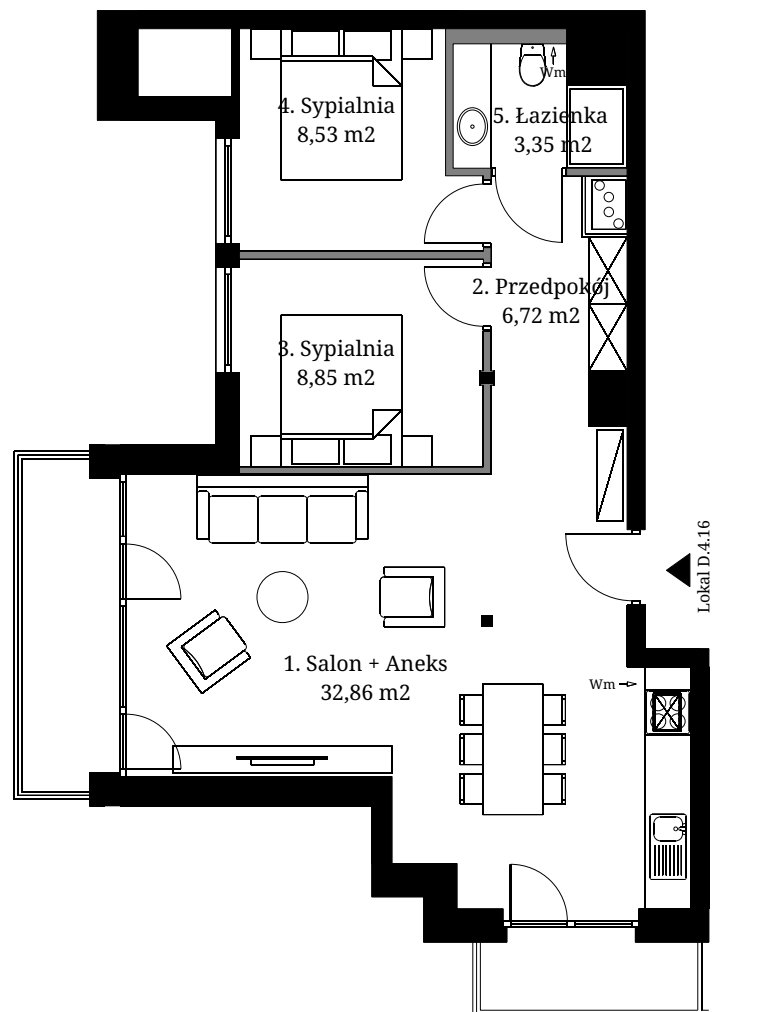 4. Sypialnia
8,53 m2
Wm
5. Łazienka
3,35 m2
2. Przedpokój
6,72 m2
3. Sypialnia
8,85 m2
Lokal D.4.16
1. Salon + Aneks
32,86 m2
Wm